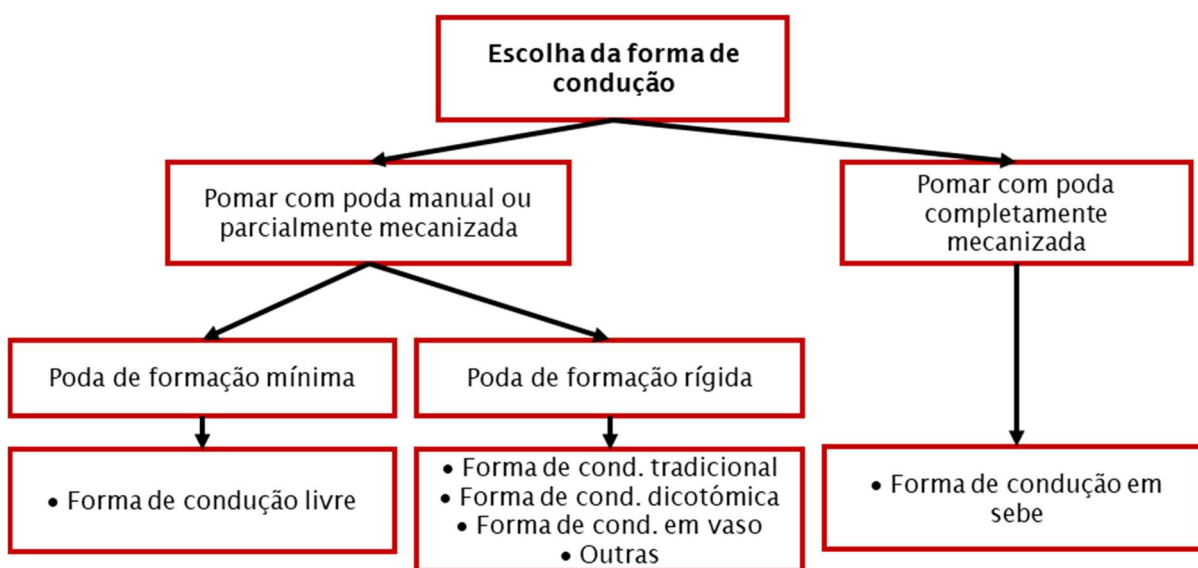 Escolha da forma de
condução
Pomar com poda manual ou
parcialmente mecanizada
Pomar com poda
completamente
mecanizada
Poda de formação mínima
Poda de formação rígida
• Forma de condução livre
• Forma de cond. tradicional
• Forma de cond. dicotómica
• Forma de cond. em vaso
• Outras
• Forma de condução em
sebe